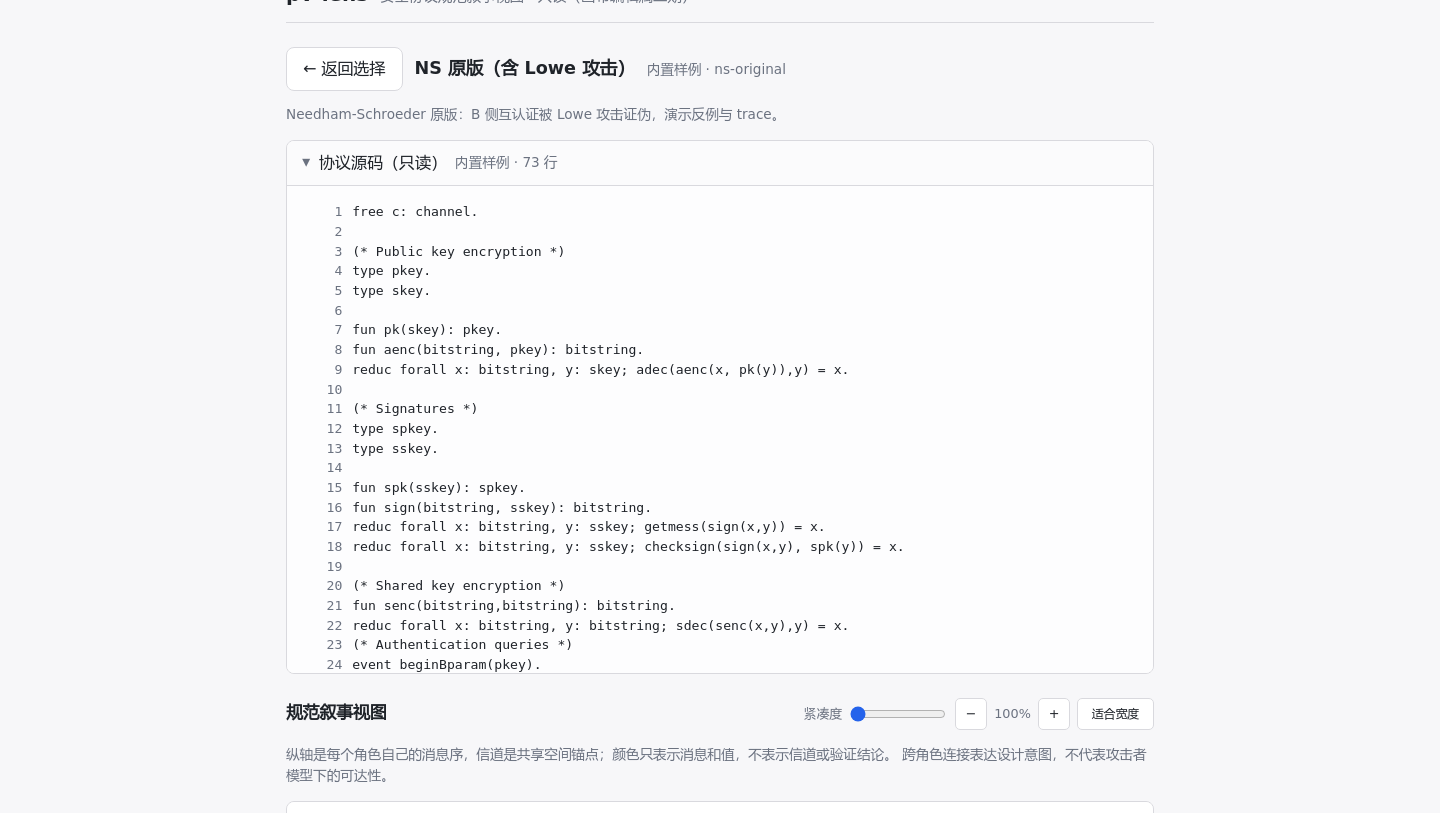 ← 返回选择 NS 原版（含 Lowe 攻击） 内置样例 · ns-original
Needham-Schroeder 原版：B 侧互认证被 Lowe 攻击证伪，演示反例与 trace。
▼ 协议源码（只读） 内置样例 · 73 行
1 free c: channel.
2
3 (* Public key encryption *)
4 type pkey.
5 type skey.
6
7 fun pk(skey): pkey.
8 fun aenc(bitstring, pkey): bitstring.
9 reduc forall x: bitstring, y: skey; adec(aenc(x, pk(y)),y) = x.
10
11 (* Signatures *)
12 type spkey.
13 type sskey.
14
15 fun spk(sskey): spkey.
16 fun sign(bitstring, sskey): bitstring.
17 reduc forall x: bitstring, y: sskey; getmess(sign(x,y)) = x.
18 reduc forall x: bitstring, y: sskey; checksign(sign(x,y), spk(y)) = x.
19
20 (* Shared key encryption *)
21 fun senc(bitstring,bitstring): bitstring.
22 reduc forall x: bitstring, y: bitstring; sdec(senc(x,y),y) = x.
23 (* Authentication queries *)
24 event beginBparam(pkey).
规范叙事视图 紧凑度 − 100% + 适合宽度
纵轴是每个角色自己的消息序，信道是共享空间锚点；颜色只表示消息和值，不表示信道或验证结论。 跨角色连接表达设计意图，不代表攻击者
模型下的可达性。